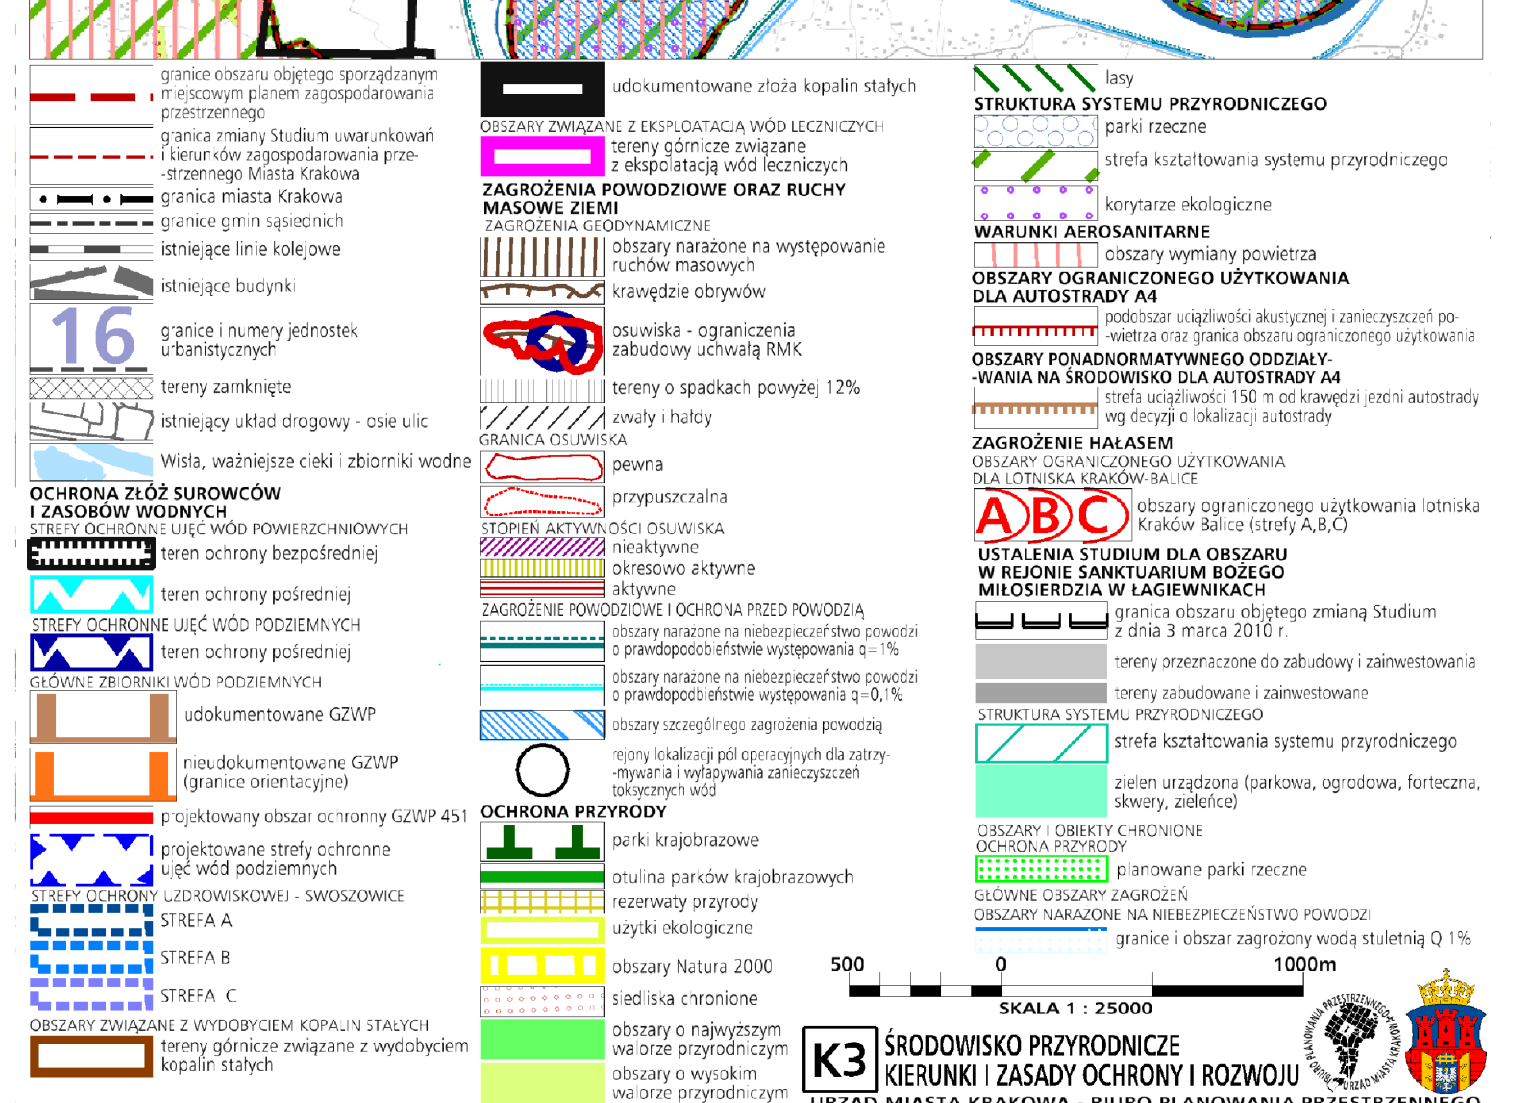 granice obszaru objętego sporządzanym
miejscowym planem zagospodarowania
przestrzennego
granica zmiany Studium uwarunkowań
i kierunków zagospodarowania prze-
-strzennego Miasta Krakowa
granica miasta Krakowa
granice gmin sąsiednich
istniejące linie kolejowe
istniejące budynki
16
granice i numery jednostek
urbanistycznych
tereny zamknięte
istniejący układ drogowy - osie ulic
Wisła, ważniejsze cieki i zbiorniki wodne
OCHRONA ZŁÓŻ SUROWCÓW
I ZASOBÓW WODNYCH
STREFY OCHRONNE UJĘĆ WÓD POWIERZCHNIOWYCH
teren ochrony bezpośredniej
teren ochrony pośredniej
STREFY OCHRONNE UJĘĆ WÓD PODZIEMNYCH
teren ochrony pośredniej
GŁÓWNE ZBIORNIKI WÓD PODZIEMNYCH
udokumentowane GZWP
nieudokumentowane GZWP
(granice orientacyjne)
projektowany obszar ochronny GZWP 451
projektowane strefy ochronne
ujęć wód podziemnych
STREFY OCHRONY UZDROWISKOWEJ - SWOSZOWICE
STREFA A
STREFA B
STREFA C
OBSZARY ZWIĄZANE Z WYDOBYCIEM KOPALIN STAŁYCH
tereny górnicze związane z wydobyciem
kopalin stałych
udokumentowane złoża kopalin stałych
OBSZARY ZWIĄZANE Z EKSPLOATACJĄ WÓD LECZNICZYCH
tereny górnicze związane
z ekspolatacją wód leczniczych
ZAGROŻENIA POWODZIOWE ORAZ RUCHY
MASOWE ZIEMI
ZAGROŻENIA GEODYNAMICZNE
obszary narażone na występowanie
ruchów masowych
krawędzie obrywów
osuwiska - ograniczenia
zabudowy uchwałą RMK
tereny o spadkach powyżej 12%
zwały i hałdy
GRANICA OSUWISKA
pewna
przypuszczalna
STOPIEŃ AKTYWNOŚCI OSUWISKA
nieaktywne
okresowo aktywne
aktywne
ZAGROŻENIE POWODZIOWE I OCHRONA PRZED POWODZIĄ
obszary narażone na niebezpieczeństwo powodzi
o prawdopodobieństwie występowania q=1%
obszary narażone na niebezpieczeństwo powodzi
o prawdopodbieństwie występowania q=0,1%
obszary szczególnego zagrożenia powodzią
rejony lokalizacji pól operacyjnych dla zatrzy-
-mywania i wyłapywania zanieczyszczeń
toksycznych wód
OCHRONA PRZYRODY
parki krajobrazowe
otulina parków krajobrazowych
rezerwaty przyrody
użytki ekologiczne
obszary Natura 2000
siedliska chronione
obszary o najwyższym
walorze przyrodniczym
obszary o wysokim
walorze przyrodniczym
lasy
STRUKTURA SYSTEMU PRZYRODNICZEGO
parki rzeczne
strefa kształtowania systemu przyrodniczego
korytarze ekologiczne
WARUNKI AEROSANITARNE
obszary wymiany powietrza
OBSZARY OGRANICZONEGO UŻYTKOWANIA
DLA AUTOSTRADY A4
podobszar uciążliwości akustycznej i zanieczyszczeń po-
-wietrza oraz granica obszaru ograniczonego użytkowania
OBSZARY PONADNORMATYWNEGO ODDZIAŁY-
-WANIA NA ŚRODOWISKO DLA AUTOSTRADY A4
strefa uciążliwości 150 m od krawędzi jezdni autostrady
wg decyzji o lokalizacji autostrady
ZAGROŻENIE HAŁASEM
OBSZARY OGRANICZONEGO UŻYTKOWANIA
DLA LOTNISKA KRAKÓW-BALICE
A B C
obszary ograniczonego użytkowania lotniska
Kraków Balice (strefy A,B,C)
USTALENIA STUDIUM DLA OBSZARU
W REJONIE SANKTUARIUM BOŻEGO
MIŁOSIERDZIA W ŁAGIEWNIKACH
granica obszaru objętego zmianą Studium
z dnia 3 marca 2010 r.
tereny przeznaczone do zabudowy i zainwestowania
tereny zabudowane i zainwestowane
STRUKTURA SYSTEMU PRZYRODNICZEGO
strefa kształtowania systemu przyrodniczego
zielen urządzona (parkowa, ogrodowa, forteczna,
skwery, zieleńce)
OBSZARY I OBIEKTY CHRONIONE
OCHRONA PRZYRODY
planowane parki rzeczne
GŁÓWNE OBSZARY ZAGROŻEŃ
OBSZARY NARAŻONE NA NIEBEZPIECZEŃSTWO POWODZI
granice i obszar zagrożony wodą stuletnią Q 1%
500 0 1000m
SKALA 1 : 25000
K3
ŚRODOWISKO PRZYRODNICZE
KIERUNKI I ZASADY OCHRONY I ROZWOJU
URZĄD MIASTA KRAKOWA - BIURO PLANOWANIA PRZESTRZENNEGO